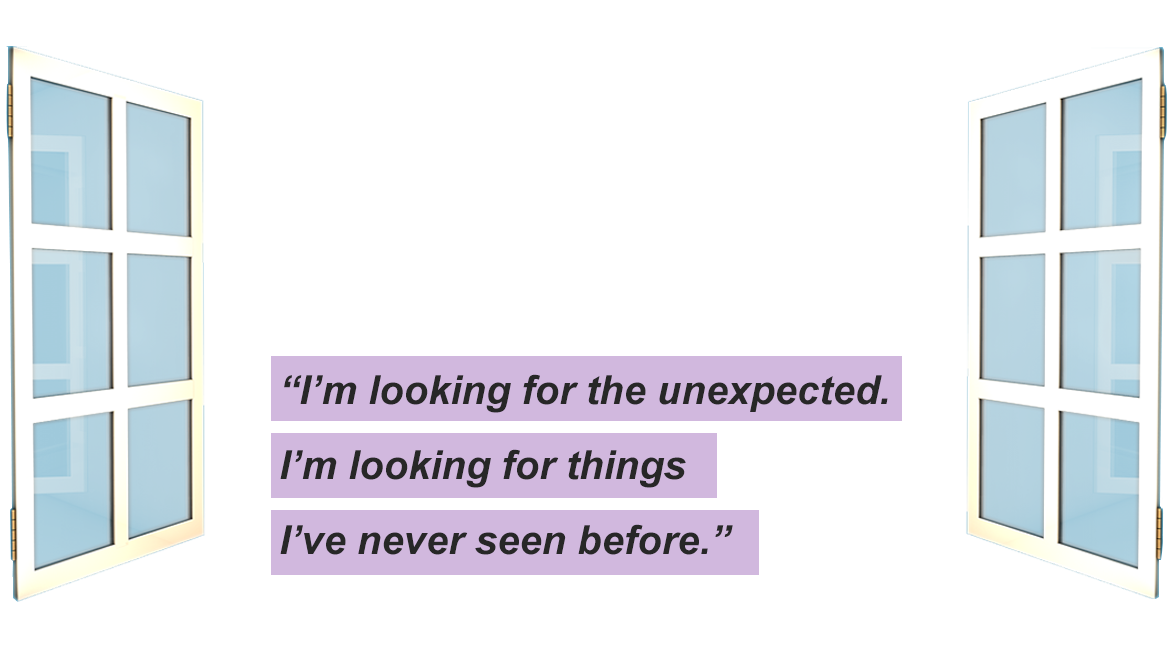 “I’m looking for the unexpected.
I’m looking for things
I’ve never seen before.”